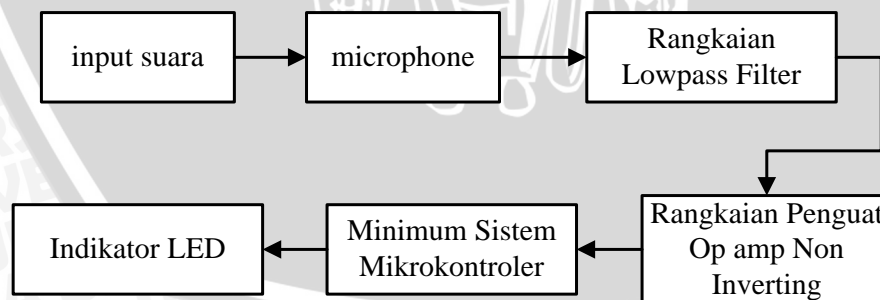 input suara
microphone
Rangkaian
Lowpass Filter
Rangkaian Penguat
Op amp Non
Inverting
Minimum Sistem
Mikrokontroler
Indikator LED